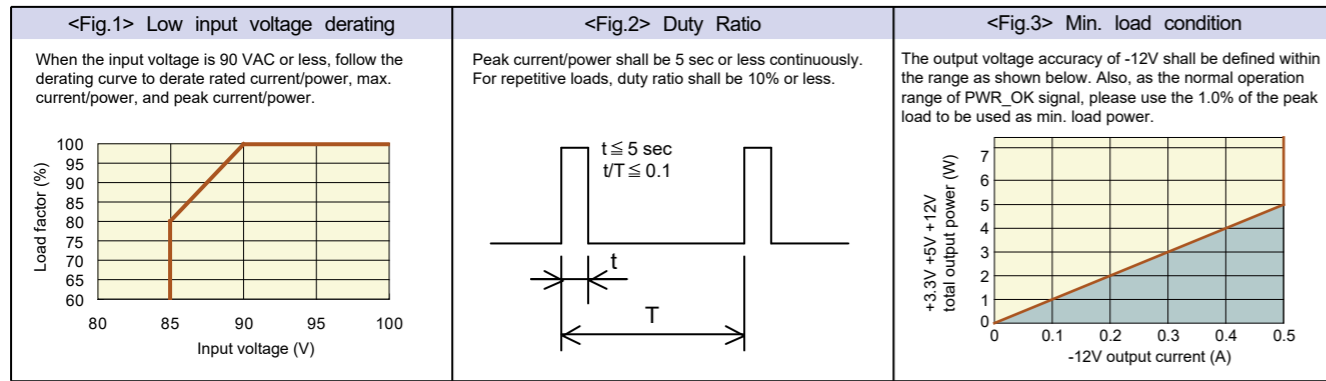 <Fig.1> Low input voltage derating
When the input voltage is 90 VAC or less, follow the
derating curve to derate rated current/power, max.
current/power, and peak current/power.
Load factor (%)
100
95
90
85
80
75
70
65
60
80 85 90 95 100
Input voltage (V)
<Fig.2> Duty Ratio
Peak current/power shall be 5 sec or less continuously.
For repetitive loads, duty ratio shall be 10% or less.
t≦5 sec
t/T≦0.1
t
T
<Fig.3> Min. load condition
The output voltage accuracy of -12V shall be defined within
the range as shown below. Also, as the normal operation
range of PWR_OK signal, please use the 1.0% of the peak
load to be used as min. load power.
+3.3V +5V +12V
total output power (W)
7
6
5
4
3
2
1
0
0 0.1 0.2 0.3 0.4 0.5
-12V output current (A)